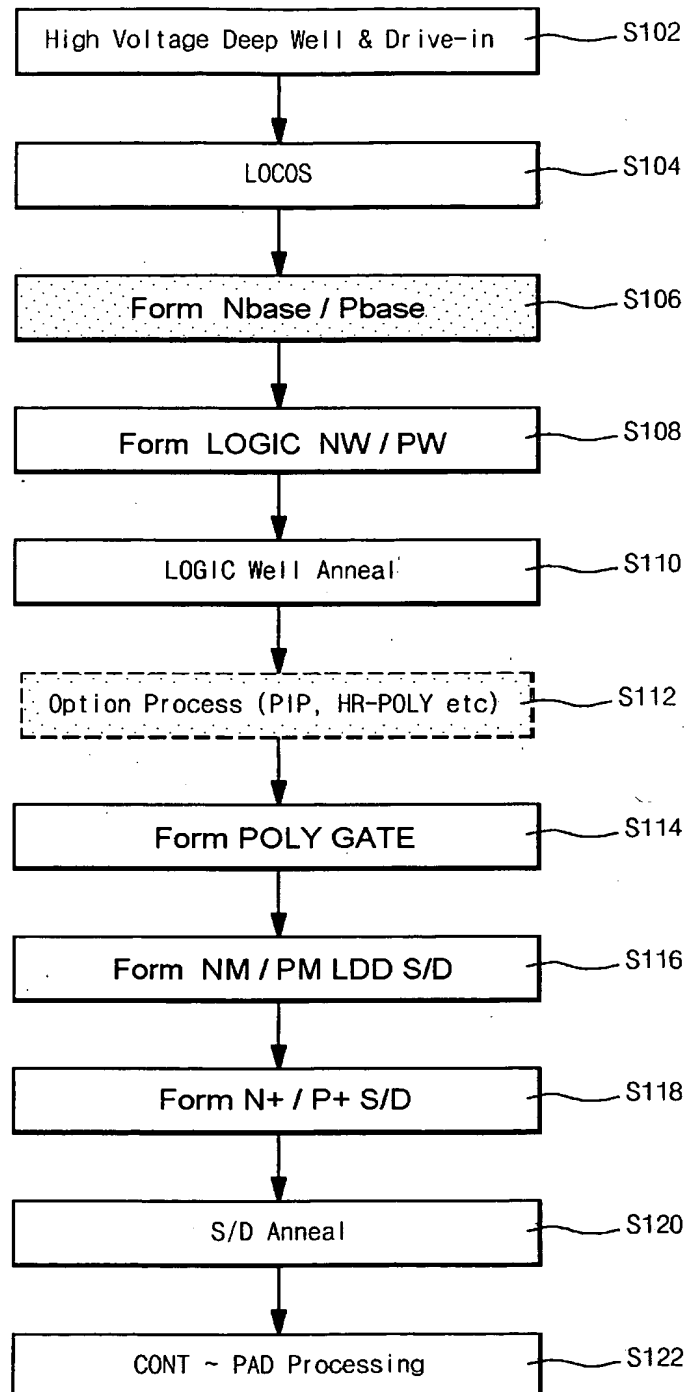 High Voltage Deep Well & Drive-in S102
LOCOS S104
Form Nbase / Pbase S106
Form LOGIC NW / PW S108
LOGIC Well Anneal S110
Option Process (PIP, HR-POLY etc) S112
Form POLY GATE S114
Form NM / PM LDD S/D S116
Form N+ / P+ S/D S118
S/D Anneal S120
CONT ~ PAD Processing S122